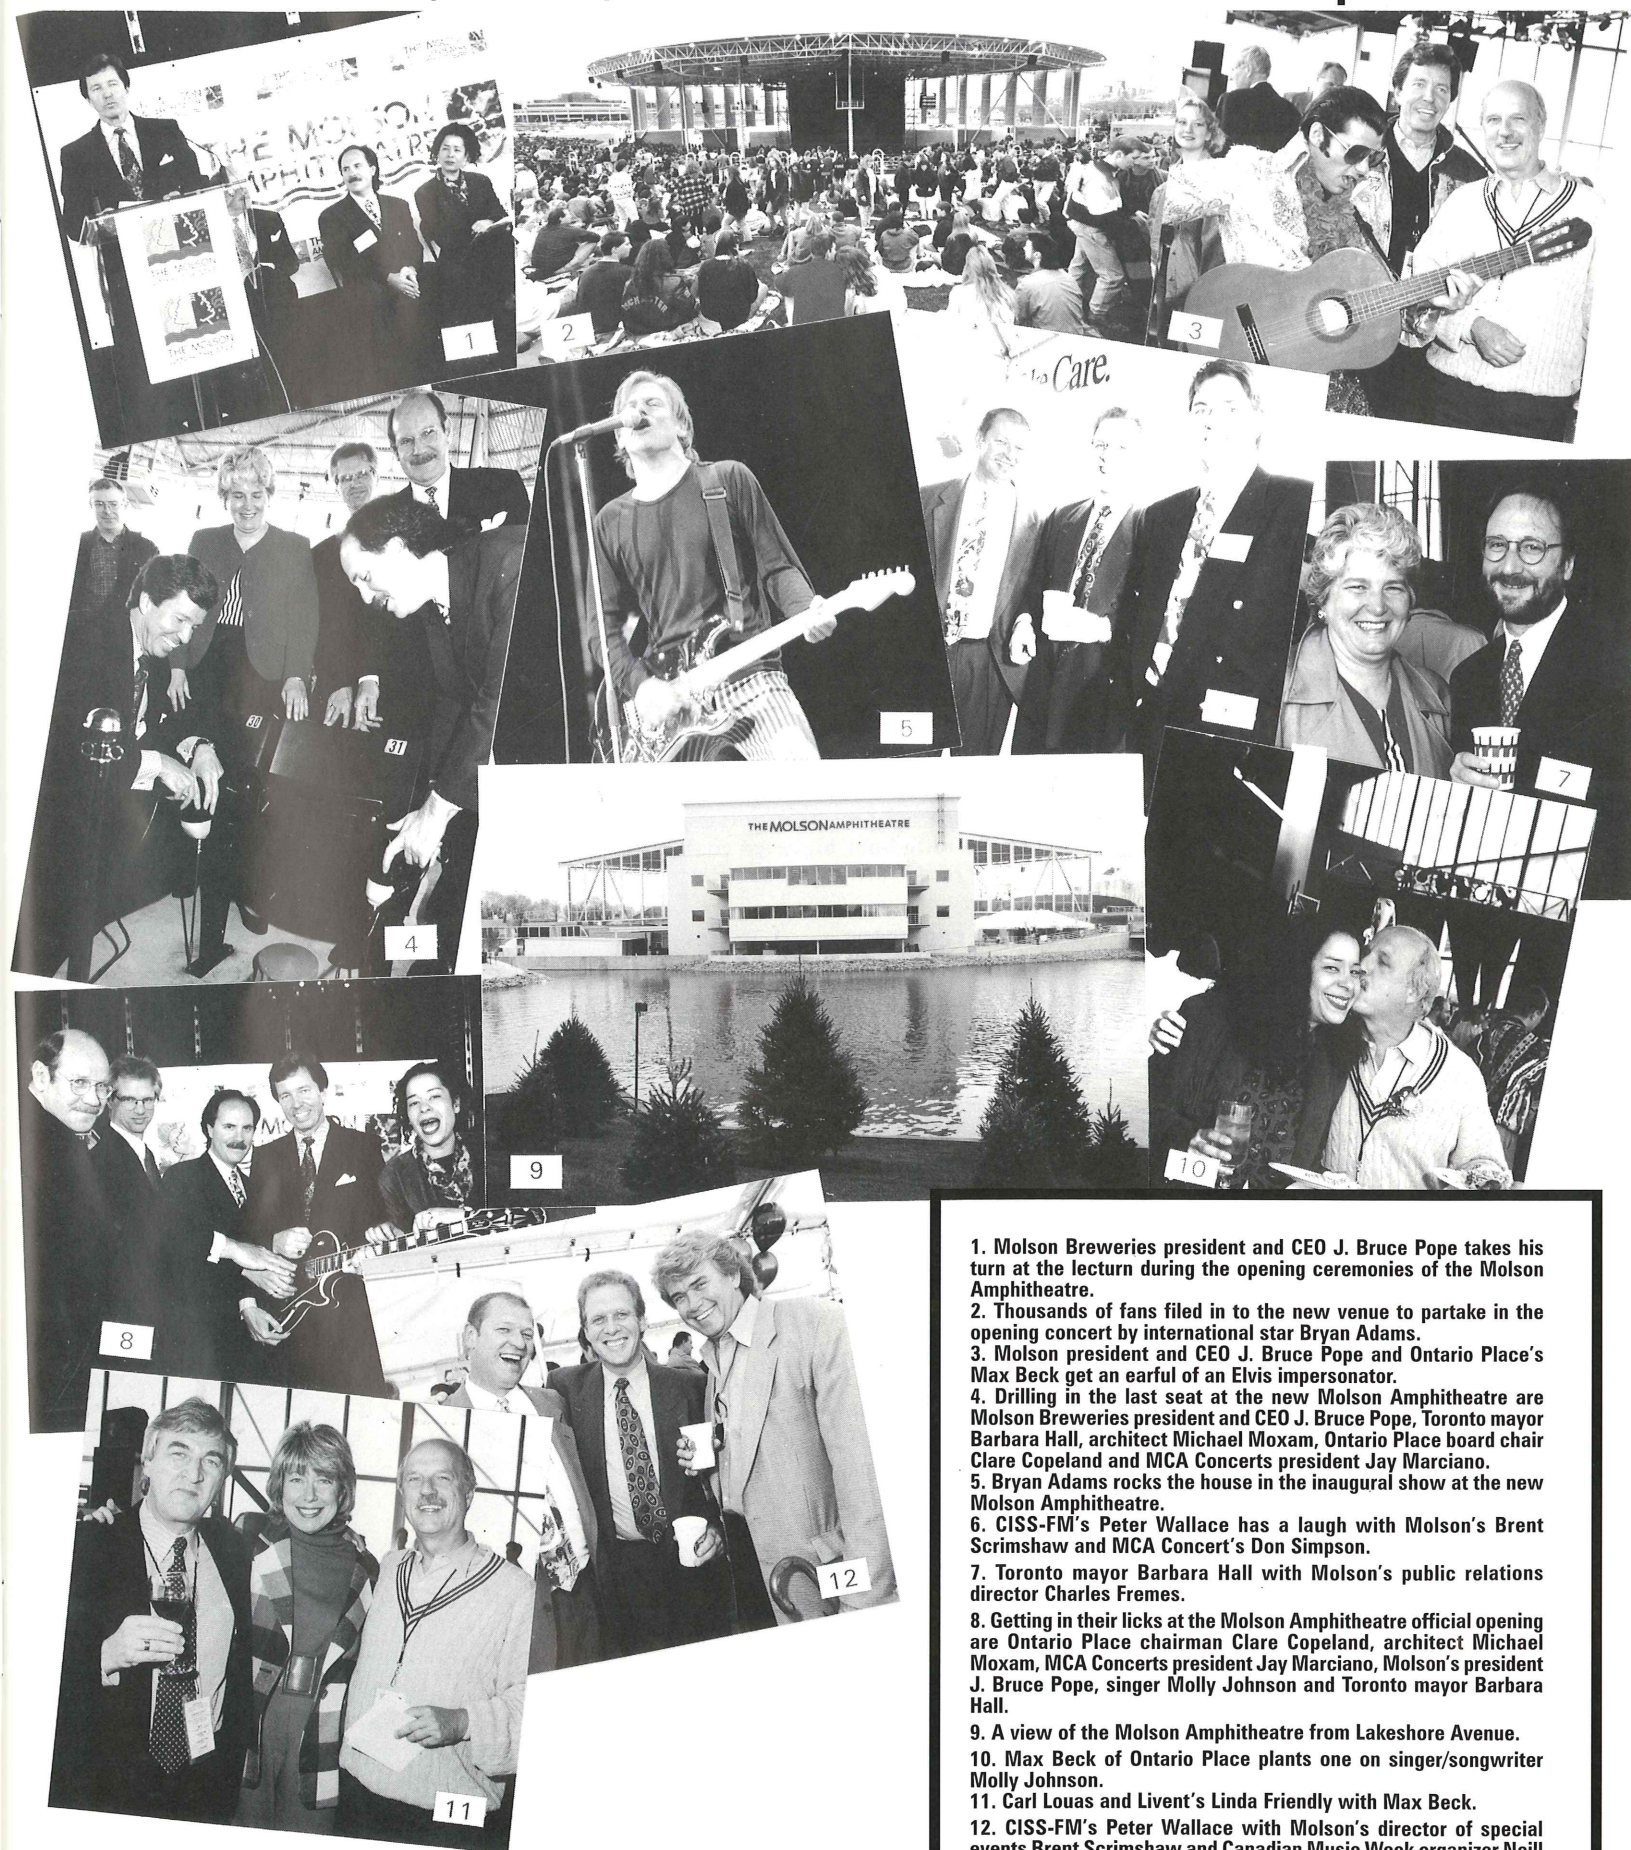 THE MOLSON
AMPHITEATRE
THE MOLSON
THE MOLSON
1
2
3
Care.
30
31
4
5
7
THE MOLSON AMPHITHEATRE
8
9
10
11
12
1. Molson Breweries president and CEO J. Bruce Pope takes his
turn at the lecturn during the opening ceremonies of the Molson
Amphitheatre.
2. Thousands of fans filed in to the new venue to partake in the
opening concert by international star Bryan Adams.
3. Molson president and CEO J. Bruce Pope and Ontario Place's
Max Beck get an earful of an Elvis impersonator.
4. Drilling in the last seat at the new Molson Amphitheatre are
Molson Breweries president and CEO J. Bruce Pope, Toronto mayor
Barbara Hall, architect Michael Moxam, Ontario Place board chair
Clare Copeland and MCA Concerts president Jay Marciano.
5. Bryan Adams rocks the house in the inaugural show at the new
Molson Amphitheatre.
6. CISS-FM's Peter Wallace has a laugh with Molson's Brent
Scrimshaw and MCA Concert's Don Simpson.
7. Toronto mayor Barbara Hall with Molson's public relations
director Charles Fremes.
8. Getting in their licks at the Molson Amphitheatre official opening
are Ontario Place chairman Clare Copeland, architect Michael
Moxam, MCA Concerts president Jay Marciano, Molson's president
J. Bruce Pope, singer Molly Johnson and Toronto mayor Barbara
Hall.
9. A view of the Molson Amphitheatre from Lakeshore Avenue.
10. Max Beck of Ontario Place plants one on singer/songwriter
Molly Johnson.
11. Carl Louas and Livent's Linda Friendly with Max Beck.
12. CISS-FM's Peter Wallace with Molson's director of special
events Brent Scrimshaw and Canadian Music Week organizer Neill